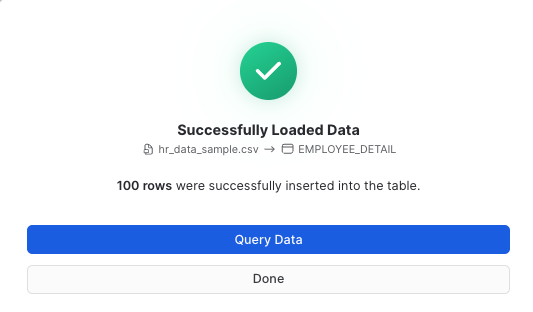 Successfully Loaded Data
hr_data_sample.csv → EMPLOYEE_DETAIL
100 rows were successfully inserted into the table.
Query Data
Done